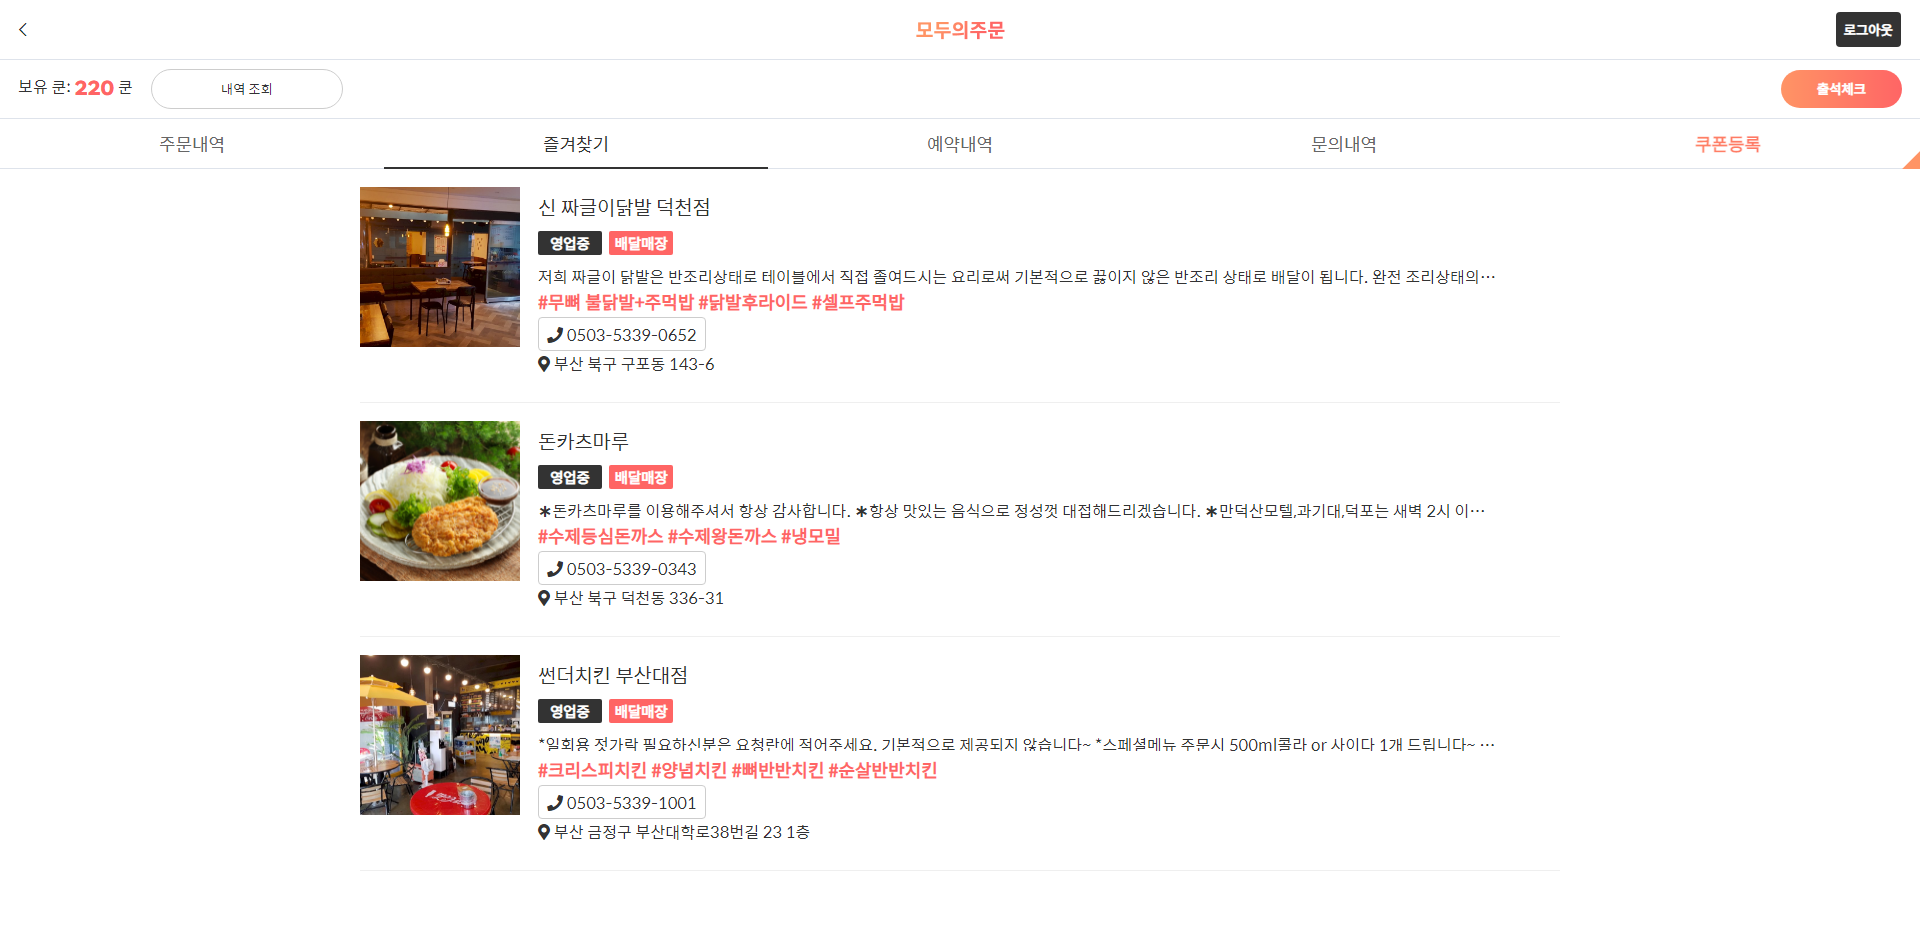 모두의주문
로그아웃
보유 쿤: 220 쿤
내역 조회
출석체크
주문내역
즐겨찾기
예약내역
문의내역
쿠폰등록
신 짜글이닭발 덕천점
영업중 배달매장
저희 짜글이 닭발은 반조리상태로 테이블에서 직접 졸여드시는 요리로써 기본적으로 끓이지 않은 반조리 상태로 배달이 됩니다. 완전 조리상태의…
#무뼈 불닭발+주먹밥 #닭발후라이드 #셀프주먹밥
0503-5339-0652
부산 북구 구포동 143-6
돈카츠마루
영업중 배달매장
∗돈카츠마루를 이용해주셔서 항상 감사합니다. ∗항상 맛있는 음식으로 정성껏 대접해드리겠습니다. ∗만덕산모텔,과기대,덕포는 새벽 2시 이…
#수제등심돈까스 #수제왕돈까스 #냉모밀
0503-5339-0343
부산 북구 덕천동 336-31
썬더치킨 부산대점
영업중 배달매장
*일회용 젓가락 필요하신분은 요청란에 적어주세요. 기본적으로 제공되지 않습니다~ *스페셜메뉴 주문시 500ml콜라 or 사이다 1개 드립니다~ …
#크리스피치킨 #양념치킨 #뼈반반치킨 #순살반반치킨
0503-5339-1001
부산 금정구 부산대학로38번길 23 1층